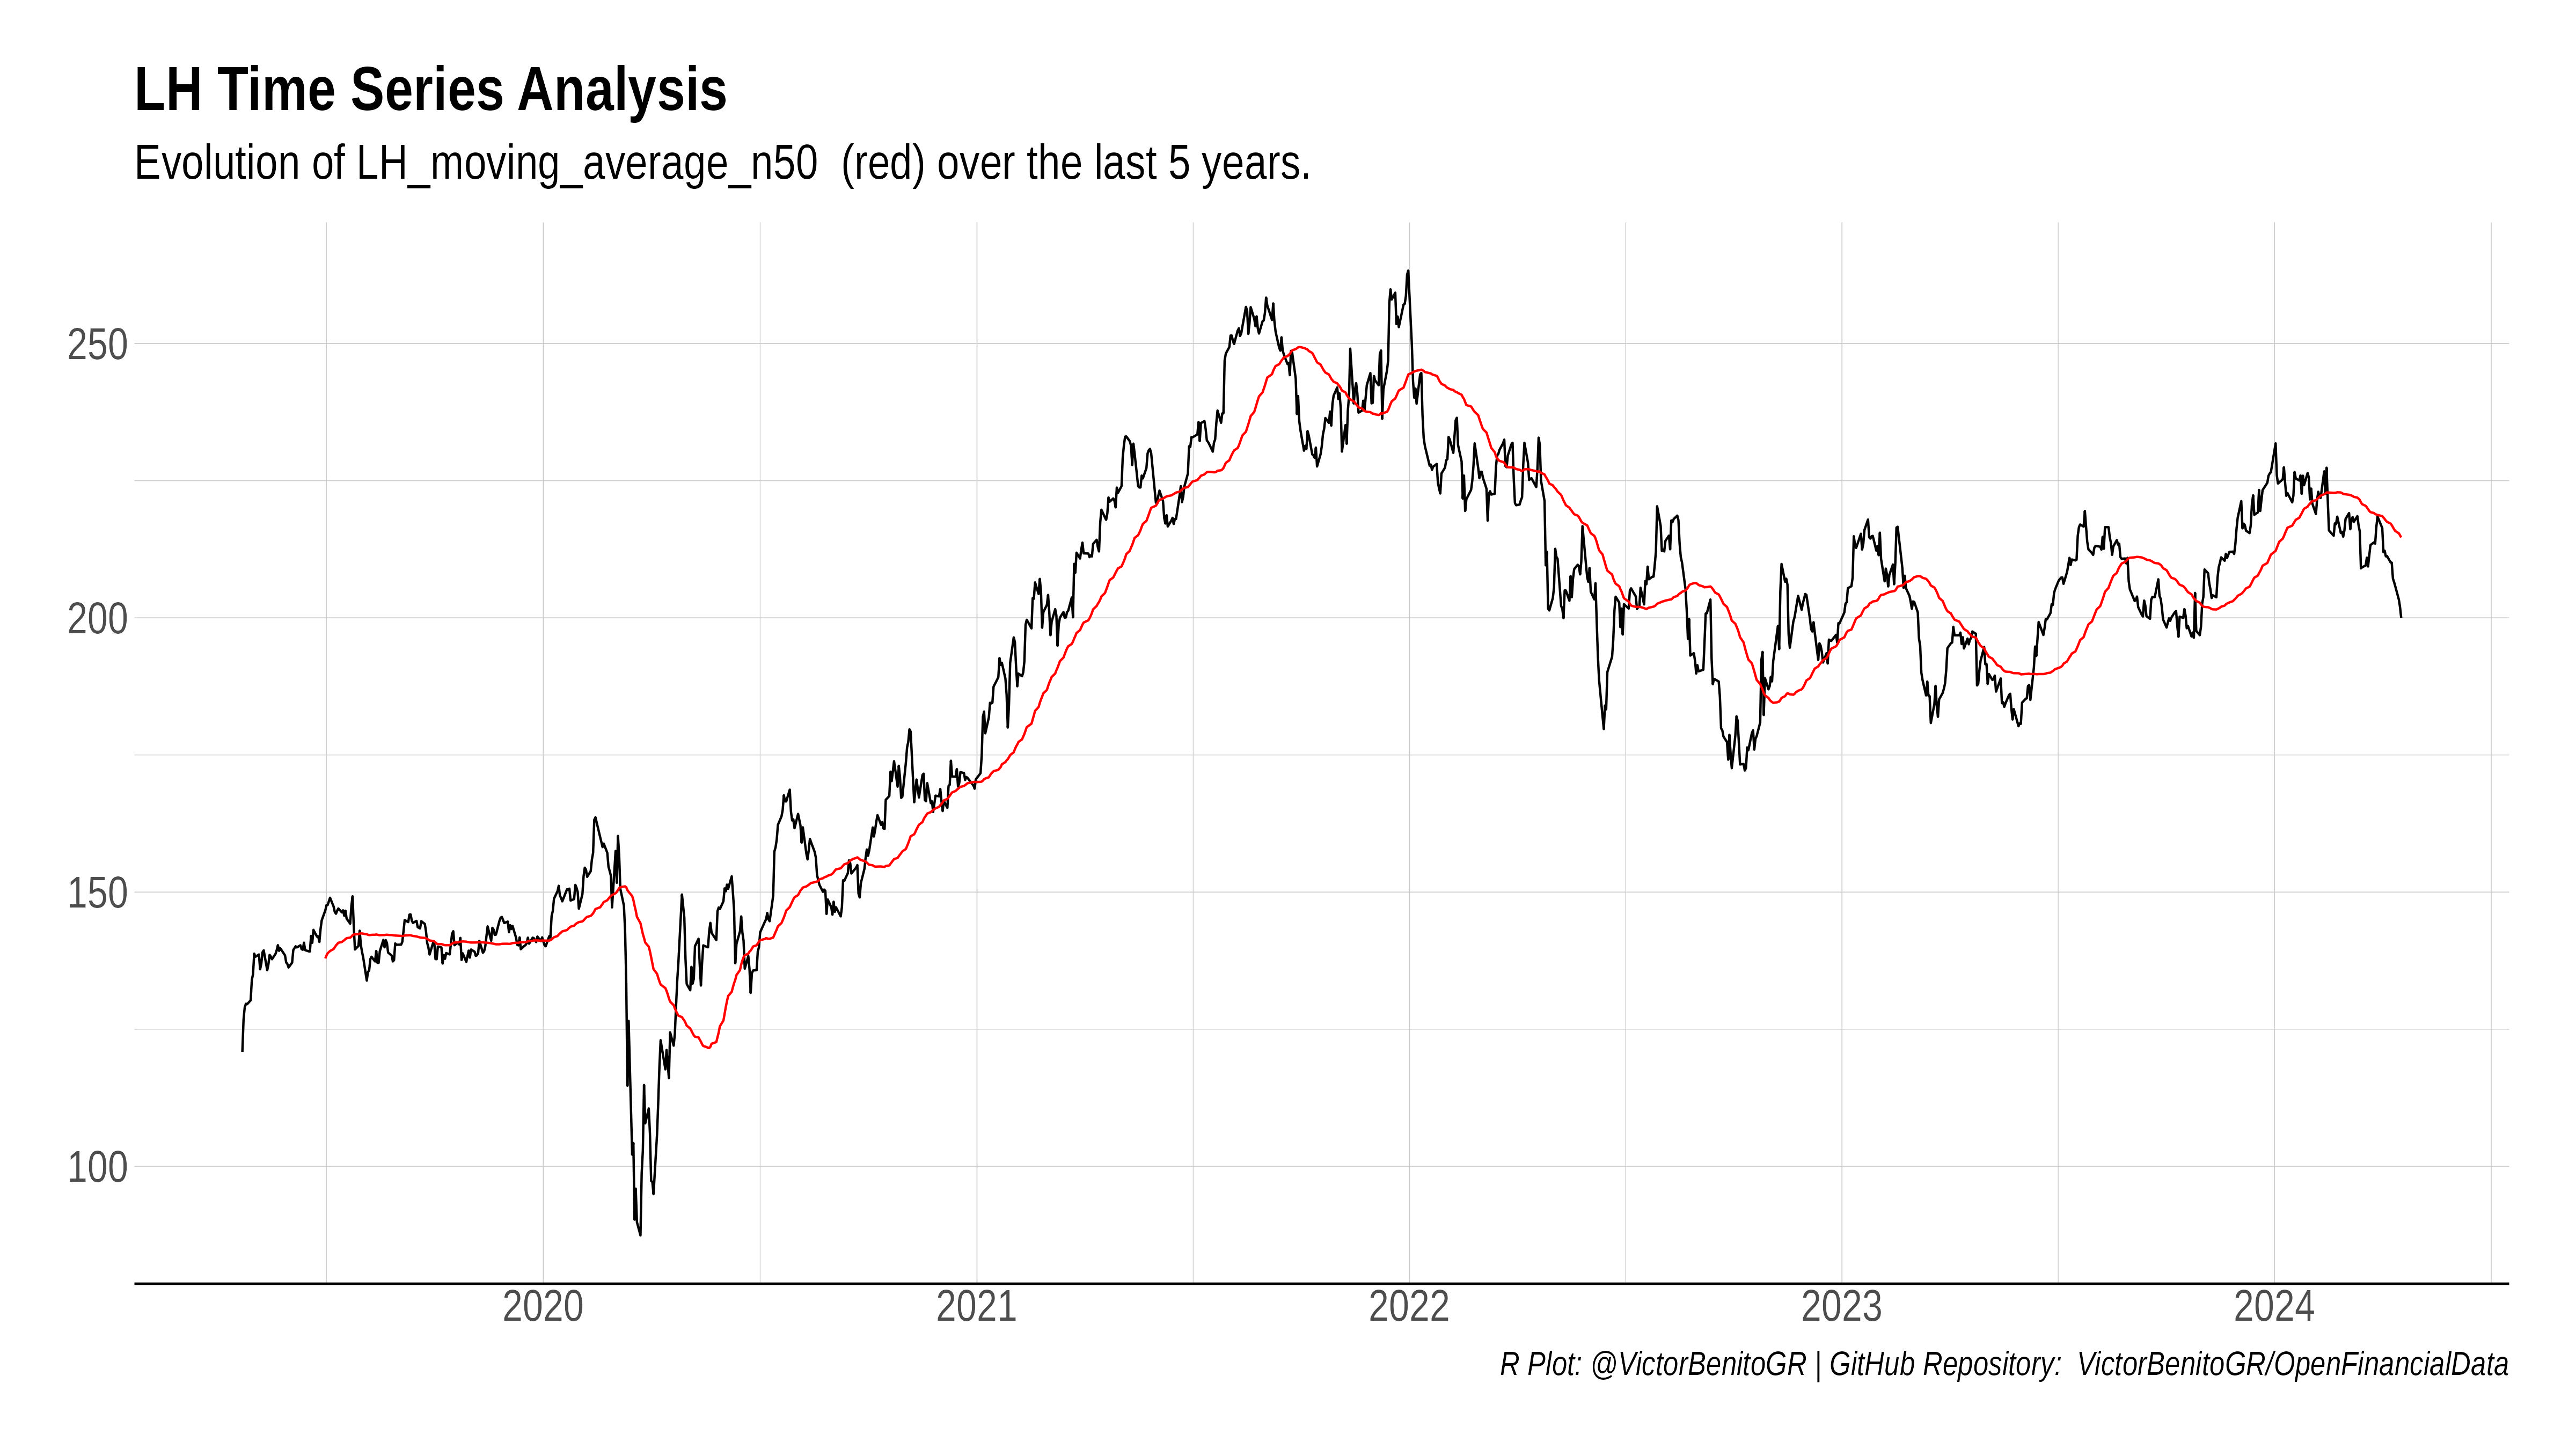 LH Time Series Analysis
Evolution of LH_moving_average_n50  (red) over the last 5 years.
250
200
150
100
2020 2021 2022 2023 2024
R Plot: @VictorBenitoGR | GitHub Repository:  VictorBenitoGR/OpenFinancialData